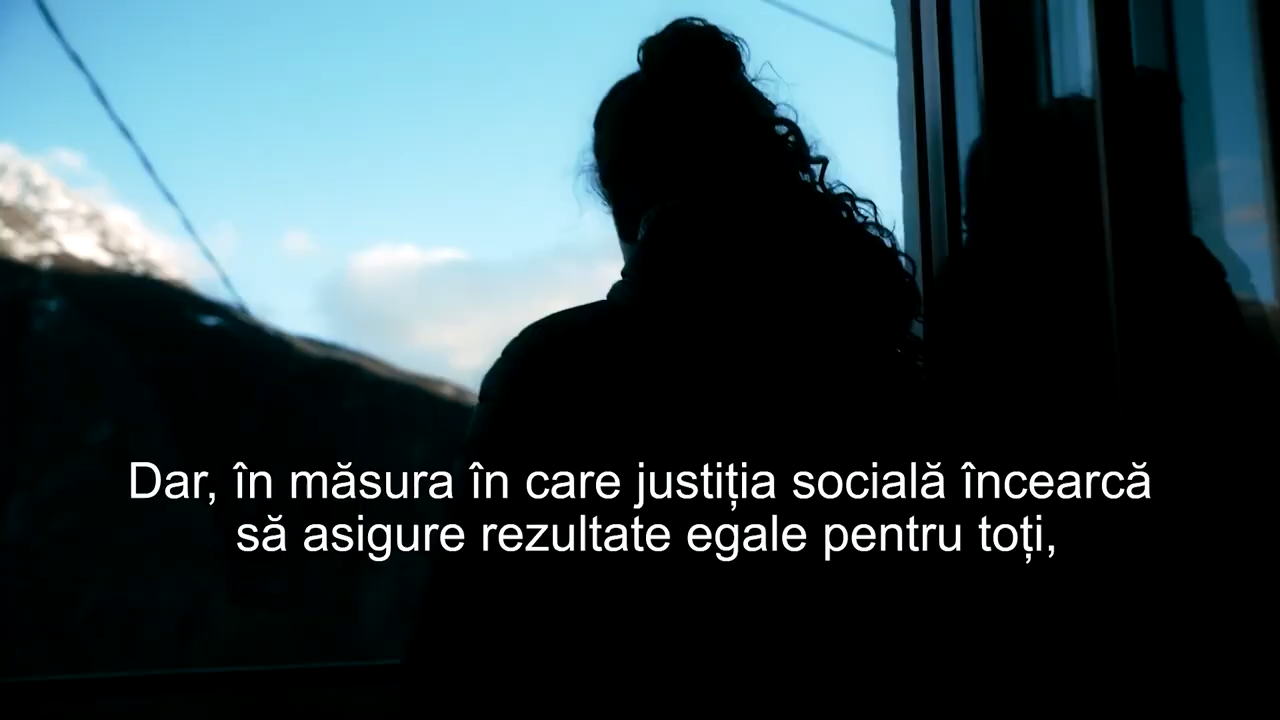 Dar, în măsura în care justiția socială încearcă
să asigure rezultate egale pentru toți,